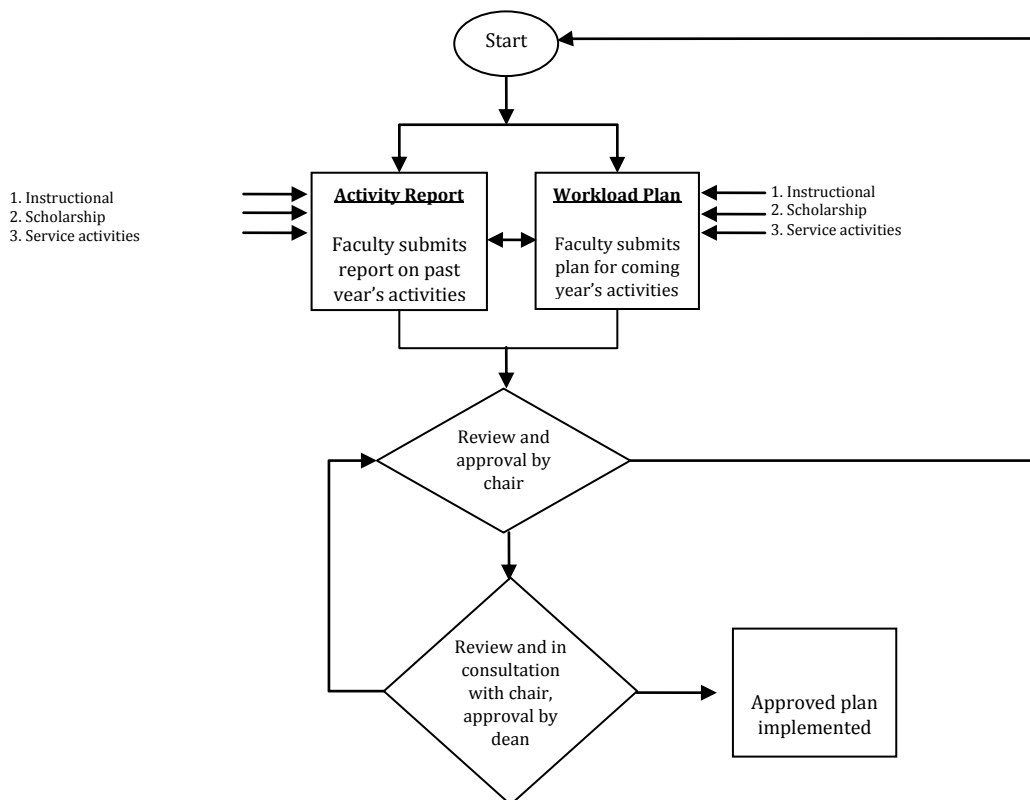 Start
1. Instructional
2. Scholarship
3. Service activities
Activity Report
Faculty submits
report on past
year's activities
Workload Plan
Faculty submits
plan for coming
year's activities
1. Instructional
2. Scholarship
3. Service activities
Review and
approval by
chair
Review and in
consultation
with chair,
approval by
dean
Approved plan
implemented